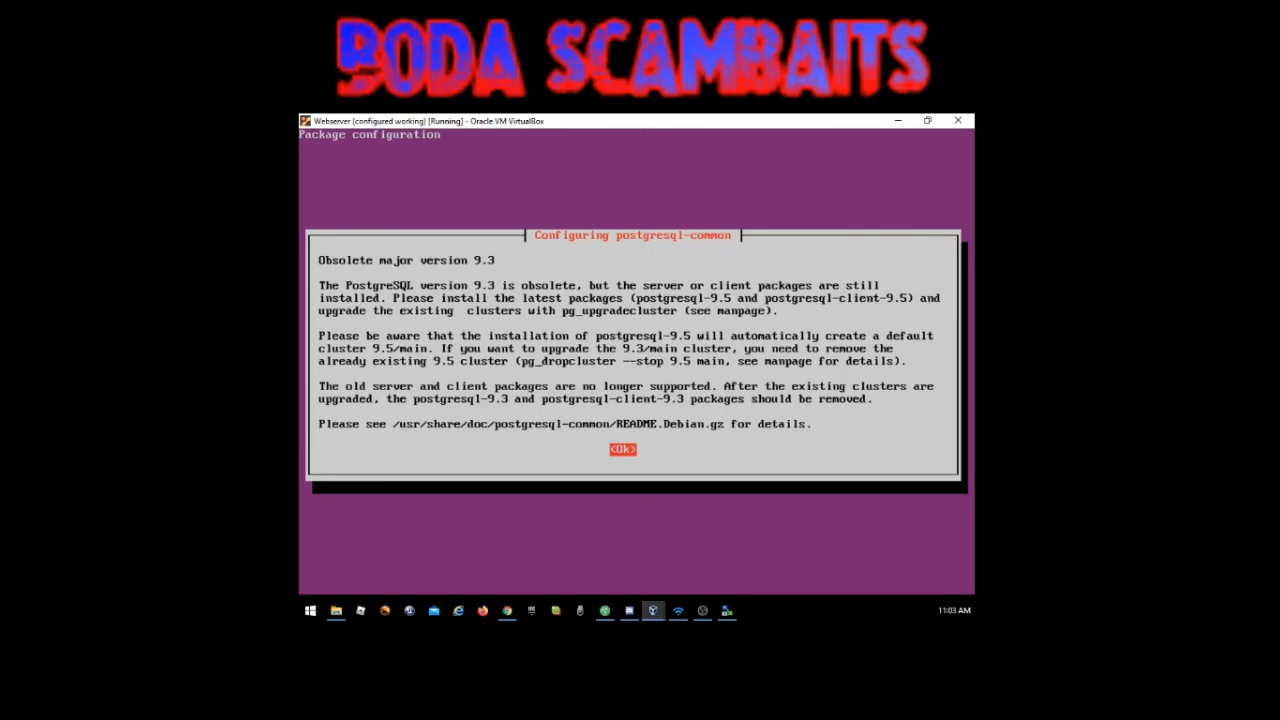 BODA SCAMBAITS
Webserver (configured working) [Running] - Oracle VM VirtualBox
Package configuration
Configuring postgresql-common
Obsolete major version 9.3
The PostgreSQL version 9.3 is obsolete, but the server or client packages are still
installed. Please install the latest packages (postgresql-9.5 and postgresql-client-9.5) and
upgrade the existing  clusters with pg_upgradecluster (see manpage).
Please be aware that the installation of postgresql-9.5 will automatically create a default
cluster 9.5/main. If you want to upgrade the 9.3/main cluster, you need to remove the
already existing 9.5 cluster (pg_dropcluster --stop 9.5 main, see manpage for details).
The old server and client packages are no longer supported. After the existing clusters are
upgraded, the postgresql-9.3 and postgresql-client-9.3 packages should be removed.
Please see /usr/share/doc/postgresql-common/README.Debian.gz for details.
<Ok>
11:03 AM